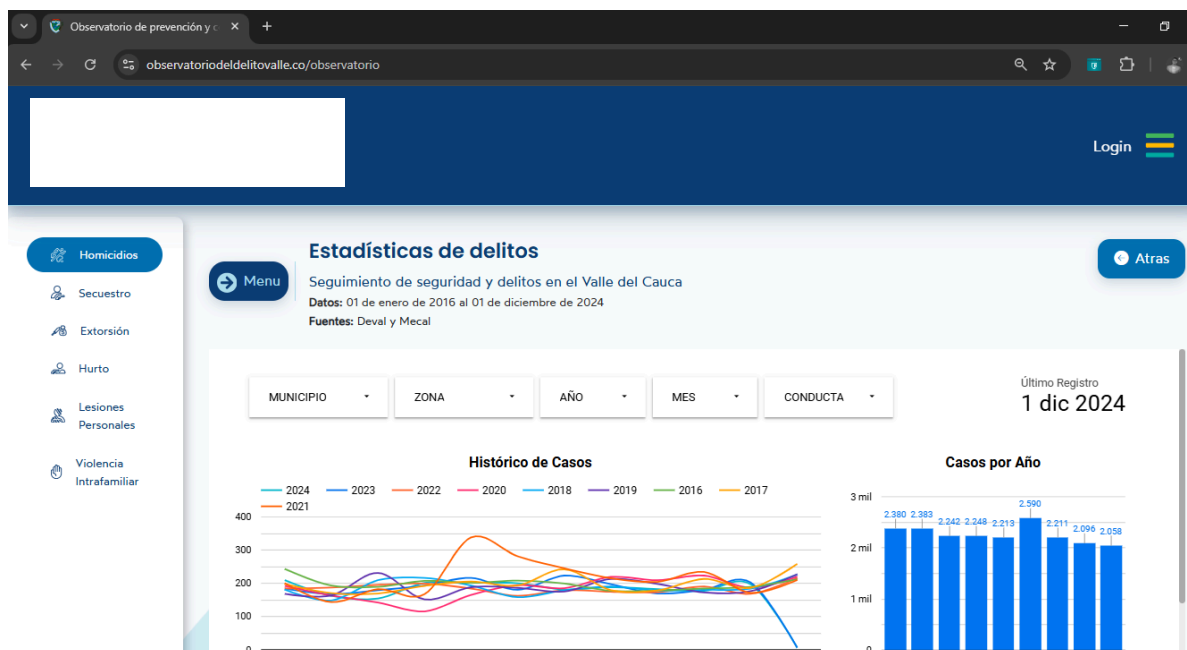 Observatorio de prevención y c
observatoriodeldelitovalle.co/observatorio
Login
Homicidios
Secuestro
Extorsión
Hurto
Lesiones
Personales
Violencia
Intrafamiliar
Menu
Estadísticas de delitos
Seguimiento de seguridad y delitos en el Valle del Cauca
Datos: 01 de enero de 2016 al 01 de diciembre de 2024
Fuentes: Deval y Mecal
Atras
MUNICIPIO ZONA AÑO MES CONDUCTA
Último Registro
1 dic 2024
Histórico de Casos
2024 2023 2022 2020 2018 2019 2016 2017
2021
400
300
200
100
0
Casos por Año
3 mil
2 mil
1 mil
0
2.380 2.383 2.242 2.248 2.213 2.590 2.211 2.096 2.058